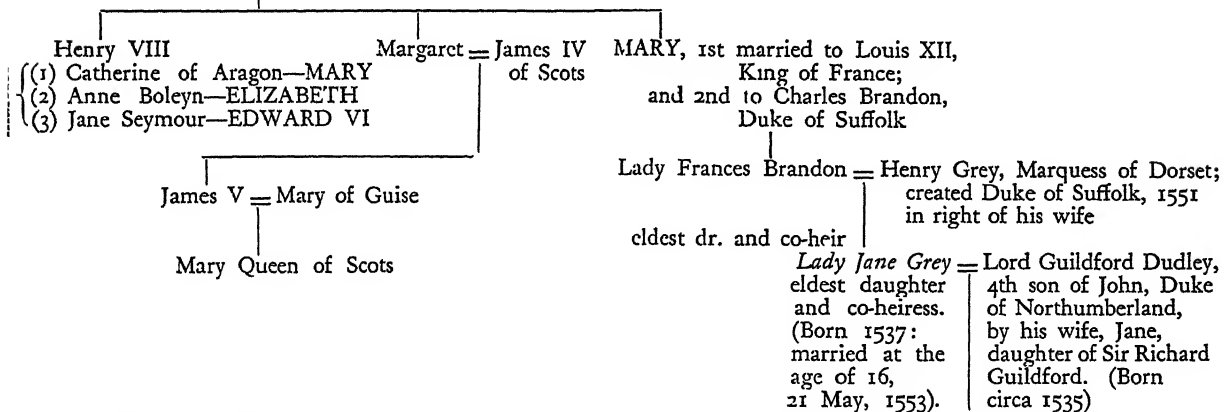 Henry VIII
(1) Catherine of Aragon—MARY
(2) Anne Boleyn—ELIZABETH
(3) Jane Seymour—EDWARD VI
Margaret = James IV
of Scots
MARY, 1st married to Louis XII,
King of France;
and 2nd to Charles Brandon,
Duke of Suffolk
James V = Mary of Guise
Mary Queen of Scots
Lady Frances Brandon = Henry Grey, Marquess of Dorset;
created Duke of Suffolk, 1551
in right of his wife
eldest dr. and co-heir
Lady Jane Grey = Lord Guildford Dudley,
eldest daughter
and co-heiress.
(Born 1537:
married at the
age of 16,
21 May, 1553).
4th son of John, Duke
of Northumberland,
by his wife, Jane,
daughter of Sir Richard
Guildford. (Born
circa 1535)